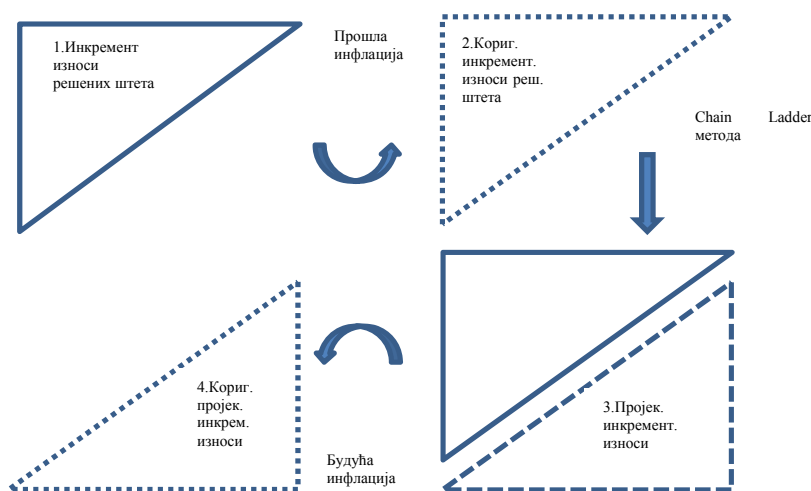 1.Инкремент
износи
решених штета
Прошла
инфлација
2.Кориг.
инкремент.
износи реш.
штета
Chain Ladder
метода
4.Кориг.
пројек.
инкрем.
износи
Будућа
инфлација
3.Пројек.
инкремент.
износи